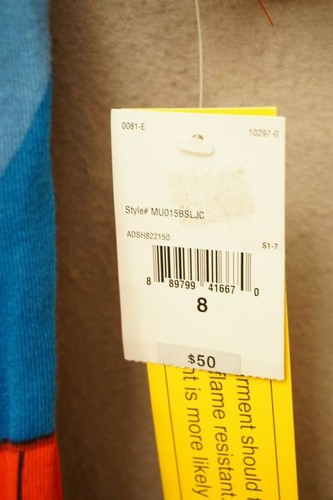 0081-E 10297-0
Style# MU015BSLJC
ADSH822150
S1-7
8 89799 41667 0
8
$50
rment should
flame resistant.
nt is more likely